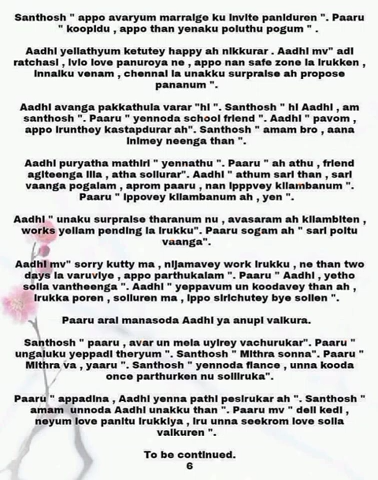 Santhosh " appo avaryum marraige ku invite paniduren ". Paaru
" koopidu , appo than yenaku poluthu pogum " .
Aadhi yellathyum ketutey happy ah nikkurar . Aadhi mv" adi
ratchasi , ivlo love panuroya ne , appo nan safe zone la irukken ,
innaiku venam , chennai la unakku surpraise ah propose
pananum ".
Aadhi avanga pakkathula varar "hi ". Santhosh " hi Aadhi , am
santhosh ". Paaru " yennoda school friend ". Aadhi " pavom ,
appo irunthey kastapdurar ah". Santhosh " amam bro , aana
inimey neenga than ".
Aadhi puryatha mathiri " yennathu ". Paaru " ah athu , friend
agiteenga illa , atha sollurar". Aadhi " athum sari than , sari
vaanga pogalam , aprom paaru , nan ipppvey kilambanum ".
Paaru " ippovey kilambanum ah , yen ".
Aadhi " unaku surpraise tharanum nu , avasaram ah kilambiten ,
works yellam pending la irukku". Paaru sogam ah " sari poitu
vaanga".
Aadhi mv" sorry kutty ma , nijamavey work irukku , ne than two
days la varuviye , appo parthukalam ". Paaru " Aadhi , yetho
solla vantheenga ". Aadhi " yeppavum un koodavey than ah ,
irukka poren , solluren ma , ippo sirichutey bye sollen ".
Paaru arai manasoda Aadhi ya anupi vaikura.
Santhosh " paaru , avar un mela uyirey vachurukar". Paaru "
ungaluku yeppadi theryum ". Santhosh " Mithra sonna". Paaru "
Mithra va , yaaru ". Santhosh " yennoda fiance , unna kooda
once parthurken nu solliruka".
Paaru " appadina , Aadhi yenna pathi pesirukar ah ". Santhosh "
amam unnoda Aadhi unakku than ". Paaru mv " deii kedi ,
neyum love panitu irukkiya , iru unna seekrom love solla
vaikuren ".
To be continued.
6